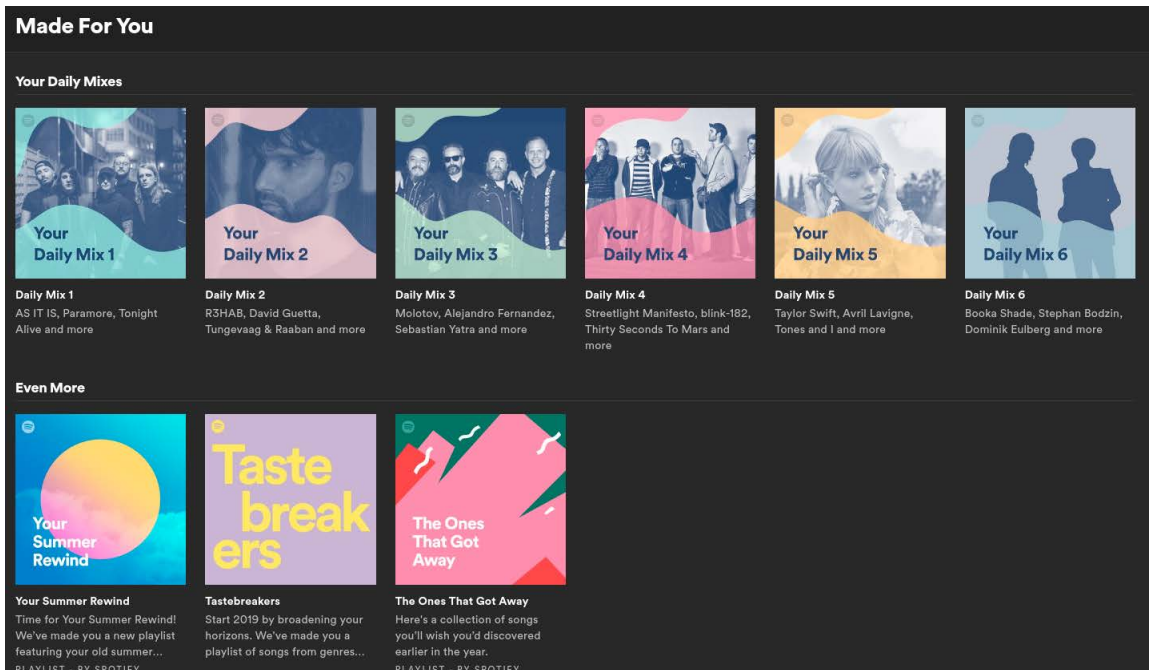 Made For You
Your Daily Mixes
Your
Daily Mix 1
Your
Daily Mix 2
Your
Daily Mix 3
Your
Daily Mix 4
Your
Daily Mix 5
Your
Daily Mix 6
Daily Mix 1
AS IT IS, Paramore, Tonight
Alive and more
Daily Mix 2
R3HAB, David Guetta,
Tungevaag & Raaban and more
Daily Mix 3
Molotov, Alejandro Fernandez,
Sebastian Yatra and more
Daily Mix 4
Streetlight Manifesto, blink-182,
Thirty Seconds To Mars and
more
Daily Mix 5
Taylor Swift, Avril Lavigne,
Tones and I and more
Daily Mix 6
Booka Shade, Stephan Bodzin,
Dominik Eulberg and more
Even More
Your
Summer
Rewind
Taste
break
ers
The Ones
That Got
Away
Your Summer Rewind
Time for Your Summer Rewind!
We've made you a new playlist
featuring your old summer...
PLAYLIST • BY SPOTIFY
Tastebreakers
Start 2019 by broadening your
horizons. We've made you a
playlist of songs from genres...
The Ones That Got Away
Here's a collection of songs
you'll wish you'd discovered
earlier in the year.
PLAYLIST • BY SPOTIFY